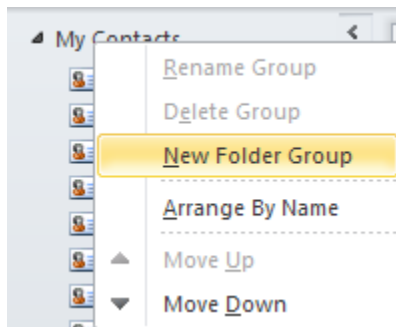 My Contacts
Rename Group
Delete Group
New Folder Group
Arrange By Name
Move Up
Move Down